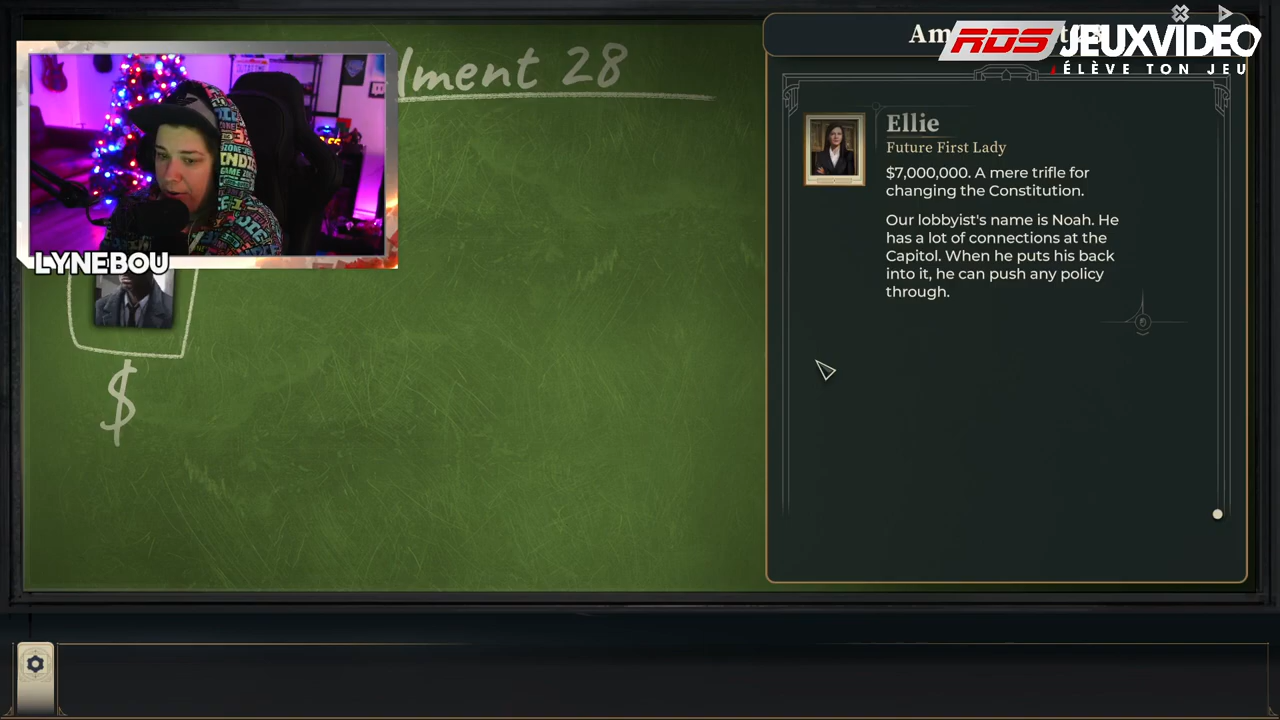 dment 28
$
LYNEBOU
RDS JEUXVIDÉO
ÉLÈVE TON JEU
Am
Ellie
Future First Lady
$7,000,000. A mere trifle for
changing the Constitution.
Our lobbyist's name is Noah. He
has a lot of connections at the
Capitol. When he puts his back
into it, he can push any policy
through.